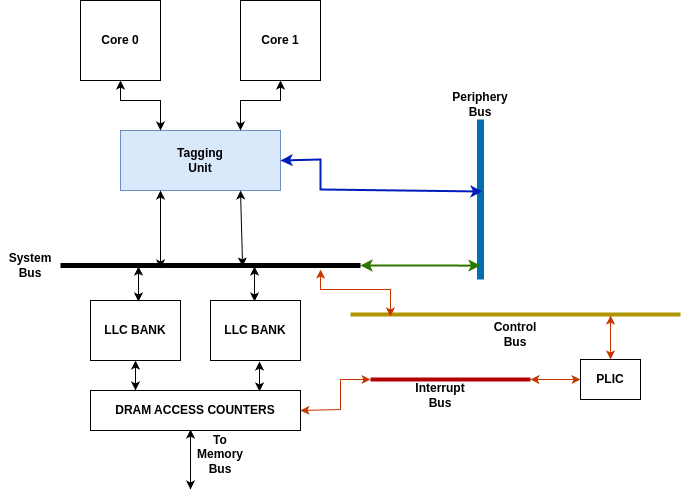 Core 0
Core 1
Periphery
Bus
Tagging
Unit
System
Bus
LLC BANK
LLC BANK
Control
Bus
PLIC
Interrupt
Bus
DRAM ACCESS COUNTERS
To
Memory
Bus